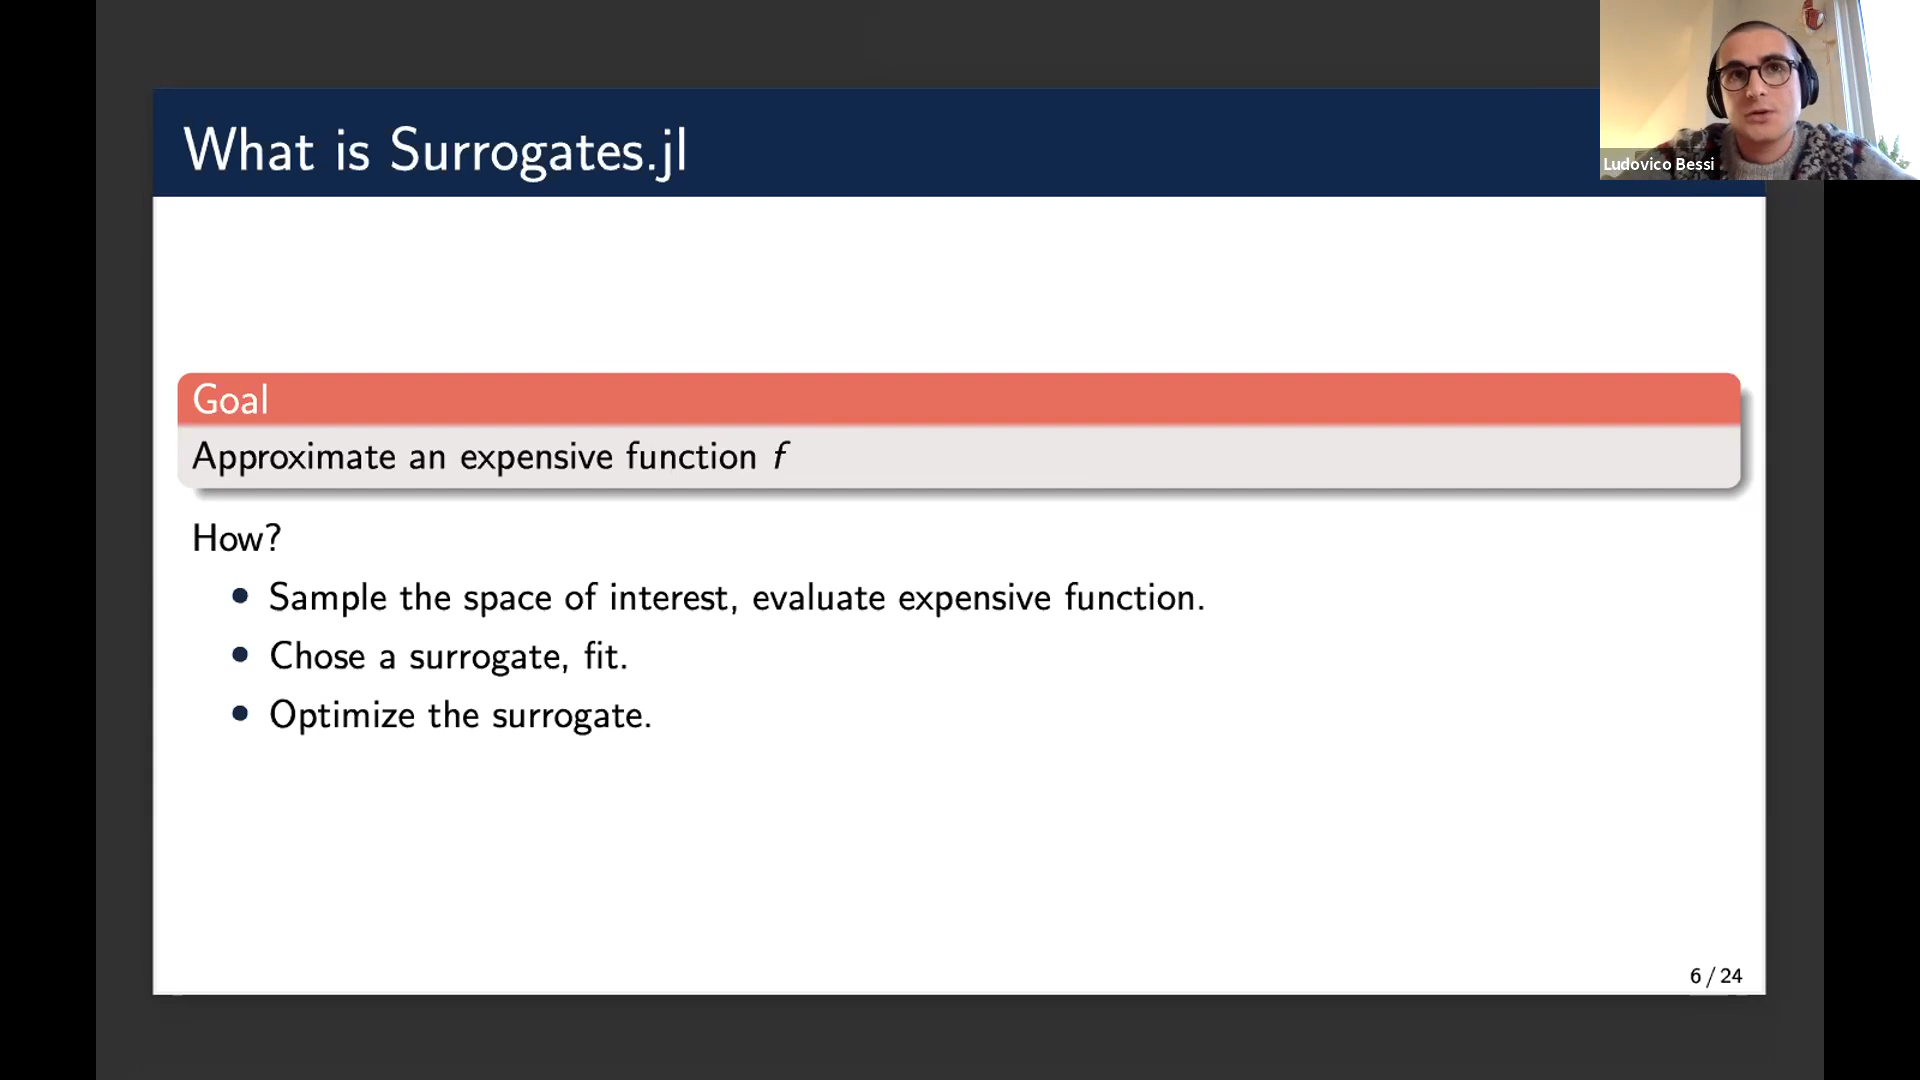 What is Surrogates.jl
Ludovico Bessi
Goal
Approximate an expensive function f
How?
• Sample the space of interest, evaluate expensive function.
• Chose a surrogate, fit.
• Optimize the surrogate.
6 / 24